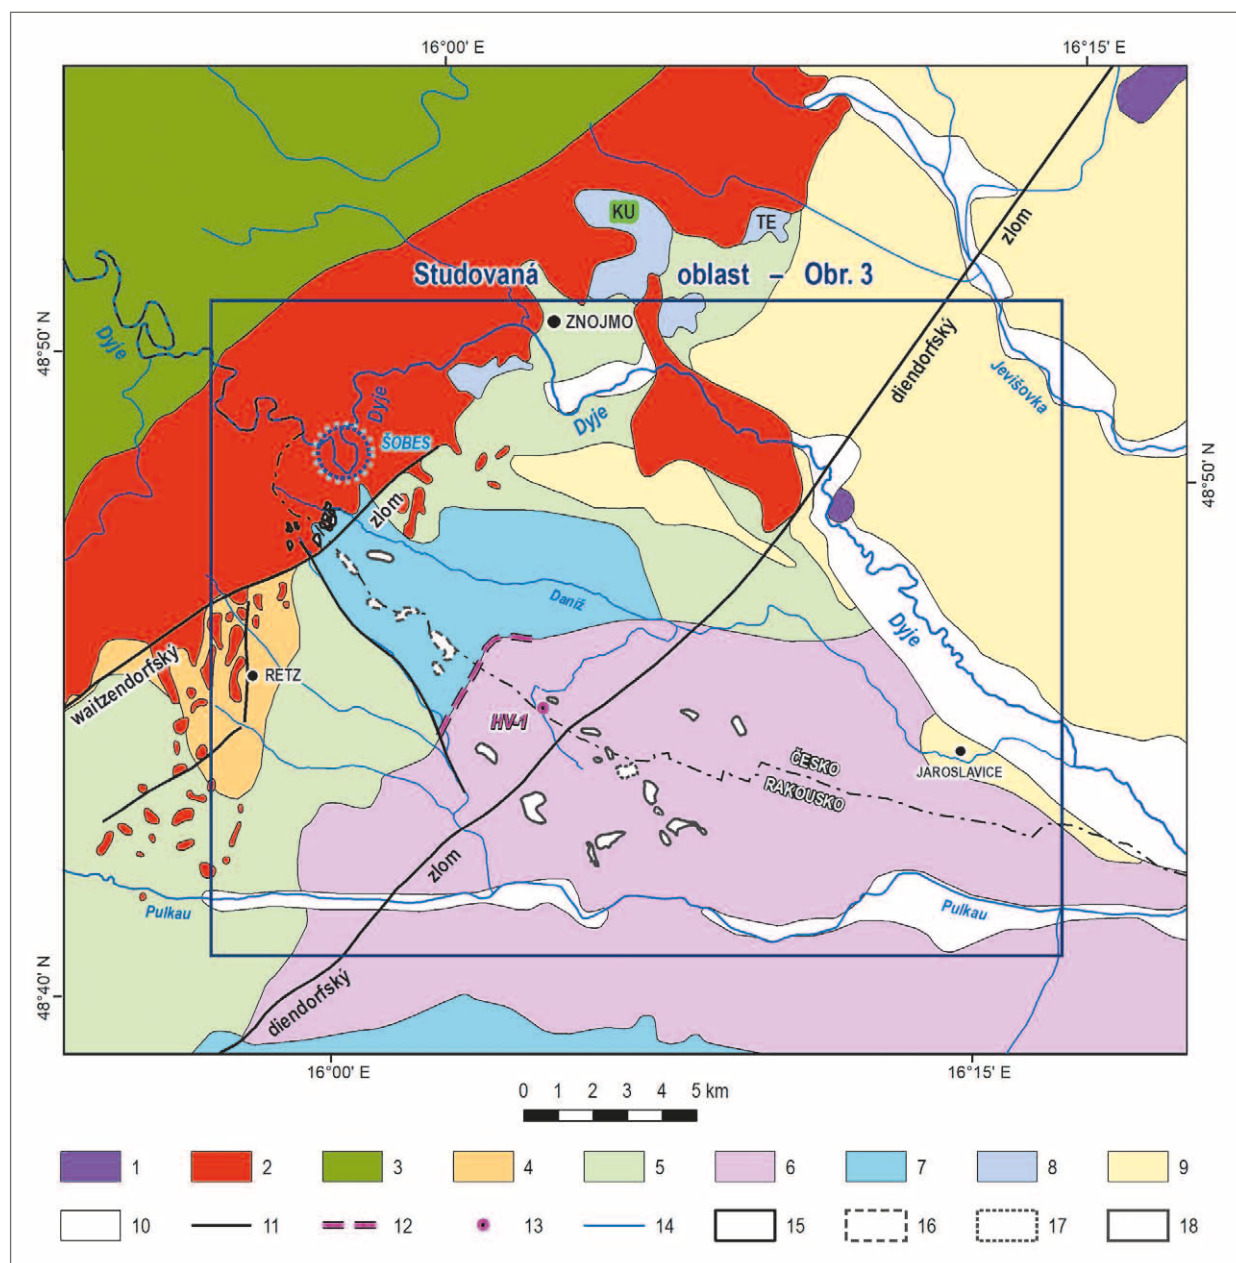 16°00' E
16°15' E
KU
TE
zlom
Studovaná oblast – Obr. 3
ZNOJMO
48°50' N
Dyje
diendorfský
Jevišovka
Dyje
Dyje
ŠOBES
48°50' N
zlom
Daníž
Dyje
RETZ
waitzendorfský
HV-1
ČESKO
JAROSLAVICE
RAKOUSKO
zlom
Pulkau
Pulkau
48°40' N
diendorfský
16°00' E
16°15' E
0 1 2 3 4 5 km
1 2 3 4 5 6 7 8 9
10 11 12 13 14 15 16 17 18